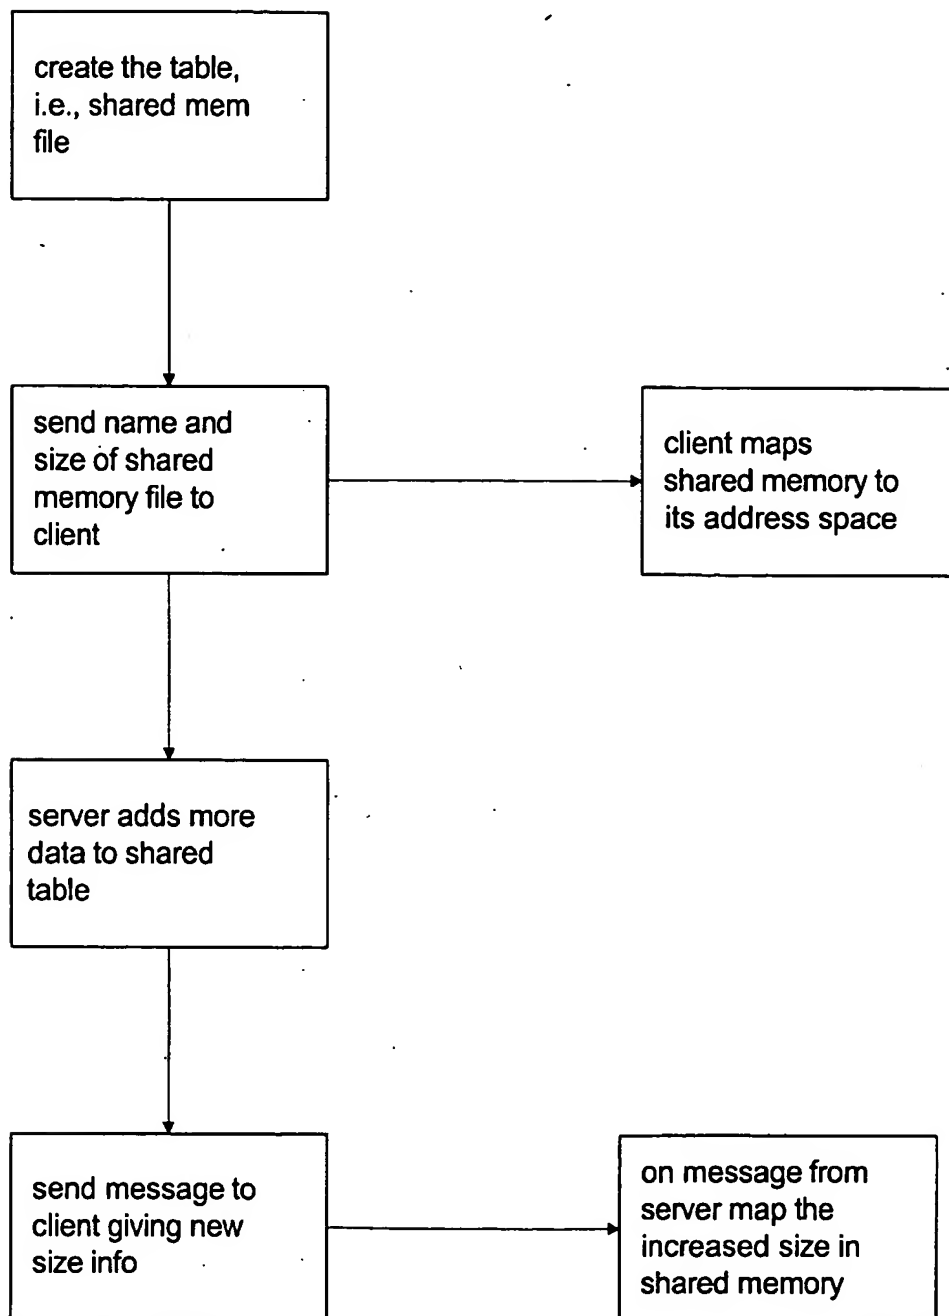 create the table,
i.e., shared mem
file
send name and
size of shared
memory file to
client
client maps
shared memory to
its address space
server adds more
data to shared
table
send message to
client giving new
size info
on message from
server map the
increased size in
shared memory